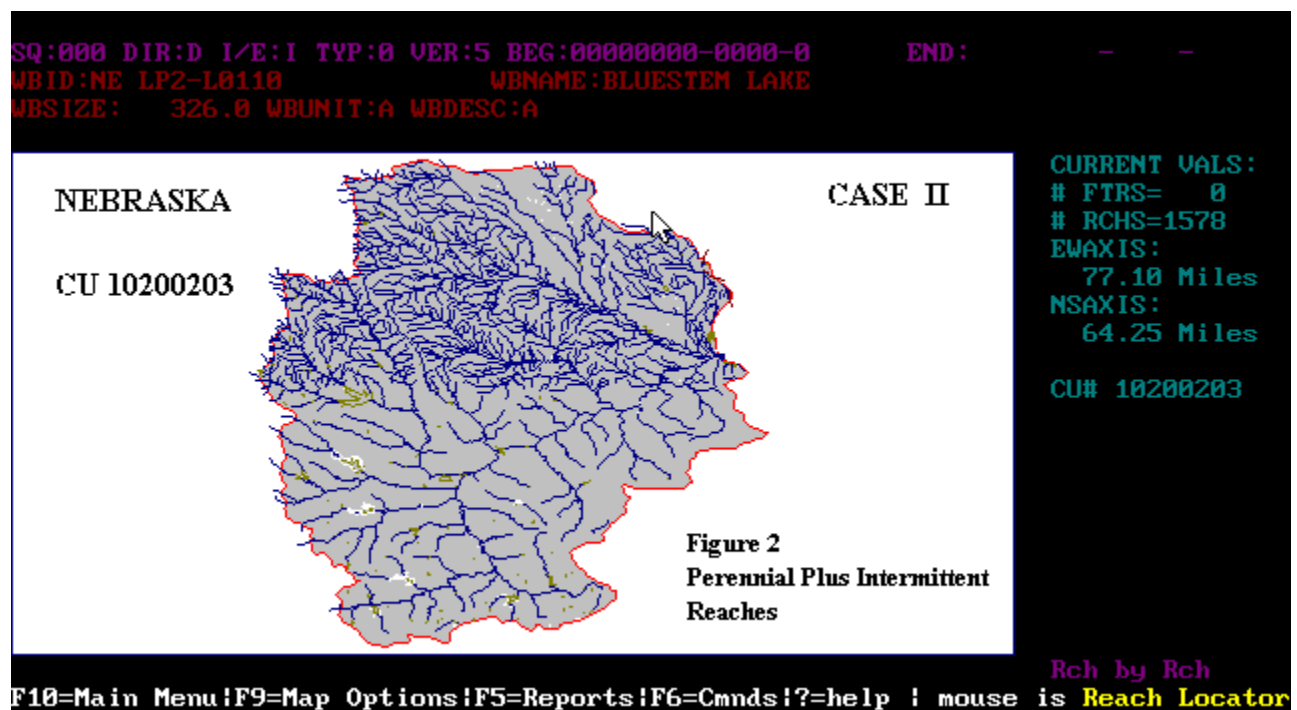 SQ:000 DIR:D I/E:I TYP:0 VER:5 BEG:00000000-0000-0 END: - -
WBID:NE LP2-L0110 WBNAME:BLUESTEM LAKE
WBSIZE: 326.0 WBUNIT:A WBDESC:A
NEBRASKA
CASE II
CU 10200203
Figure 2
Perennial Plus Intermittent
Reaches
CURRENT VALS:
# FTRS= 0
# RCHS=1578
EWAXIS:
77.10 Miles
NSAXIS:
64.25 Miles
CU# 10200203
Rch by Rch
F10=Main Menu|F9=Map Options|F5=Reports|F6=Cmnds|?=help | mouse is Reach Locator